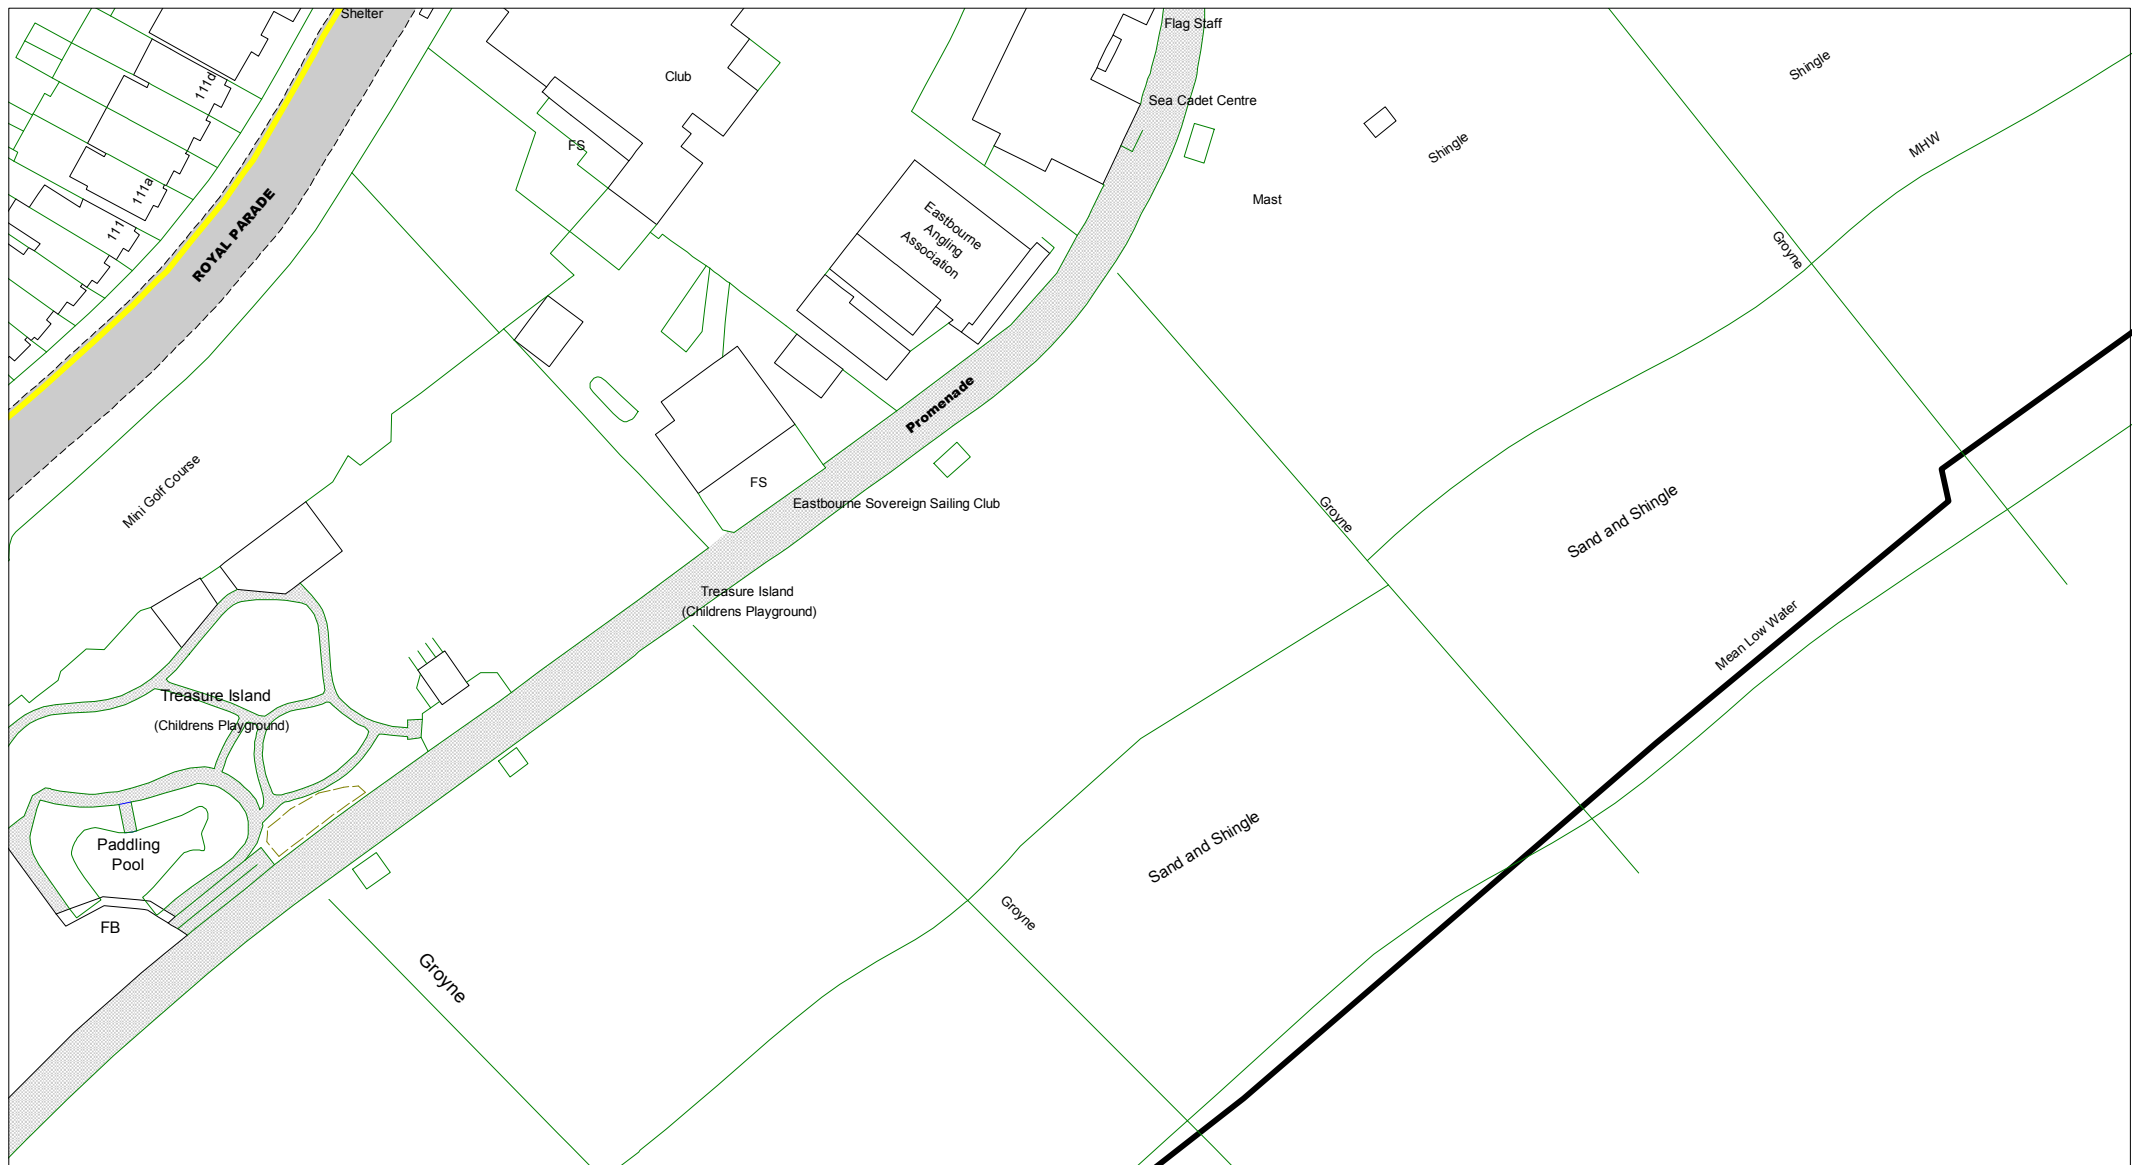 Shelter
Flag Staff
Club
Shingle
111d
Sea Cadet Centre
FS
Shingle
MHW
111a
Mast
111
ROYAL PARADE
Eastbourne
Angling
Association
Groyne
Promenade
Mini Golf Course
FS
Eastbourne Sovereign Sailing Club
Groyne
Sand and Shingle
Treasure Island
(Childrens Playground)
Mean Low Water
Treasure Island
(Childrens Playground)
Paddling
Pool
Sand and Shingle
FB
Groyne
Groyne